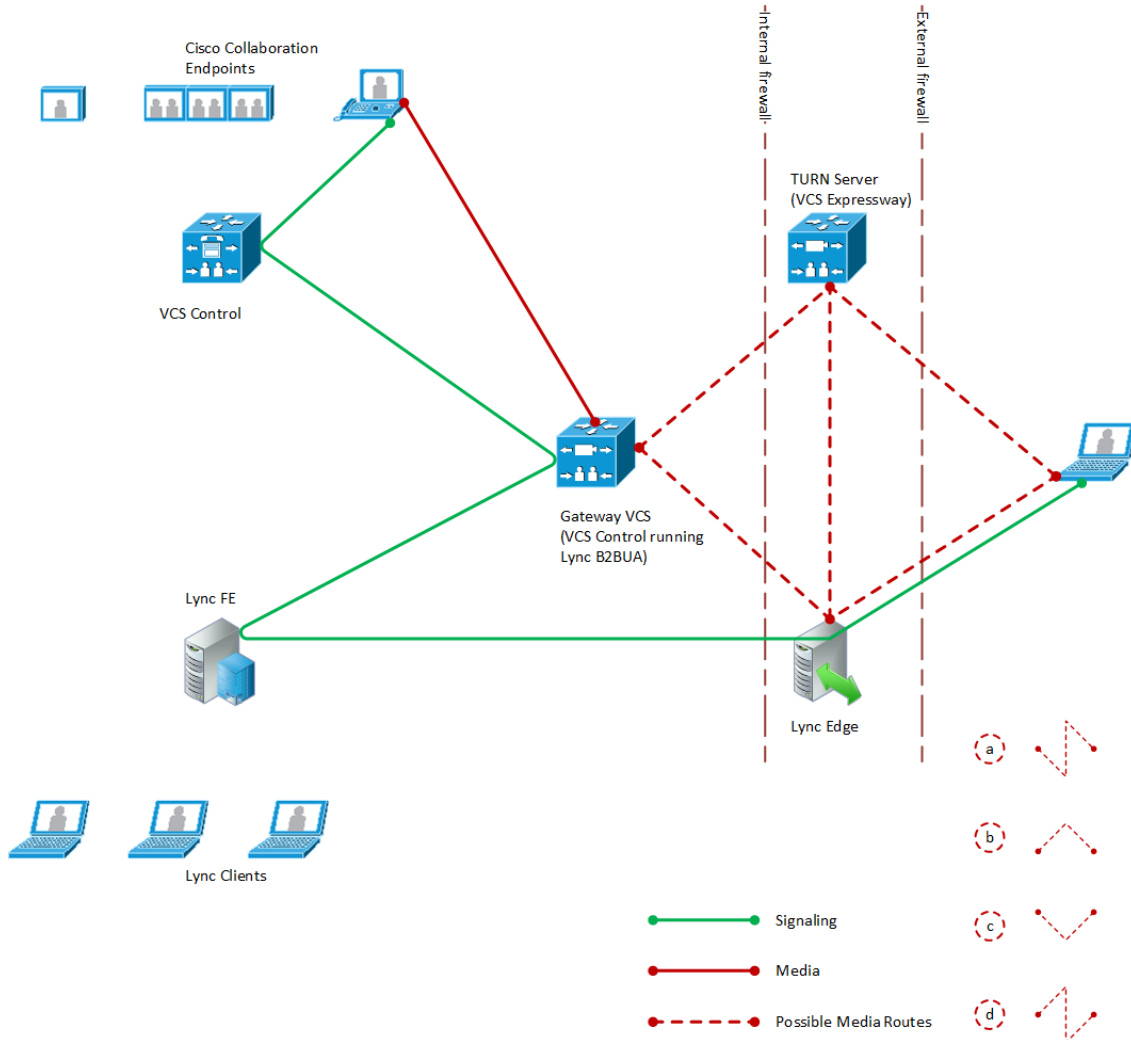 Cisco Collaboration
Endpoints
Internal firewall
External firewall
TURN Server
(VCS Expressway)
VCS Control
Gateway VCS
(VCS Control running
Lync B2BUA)
Lync FE
Lync Edge
a
b
Lync Clients
c
Signaling
Media
d
Possible Media Routes